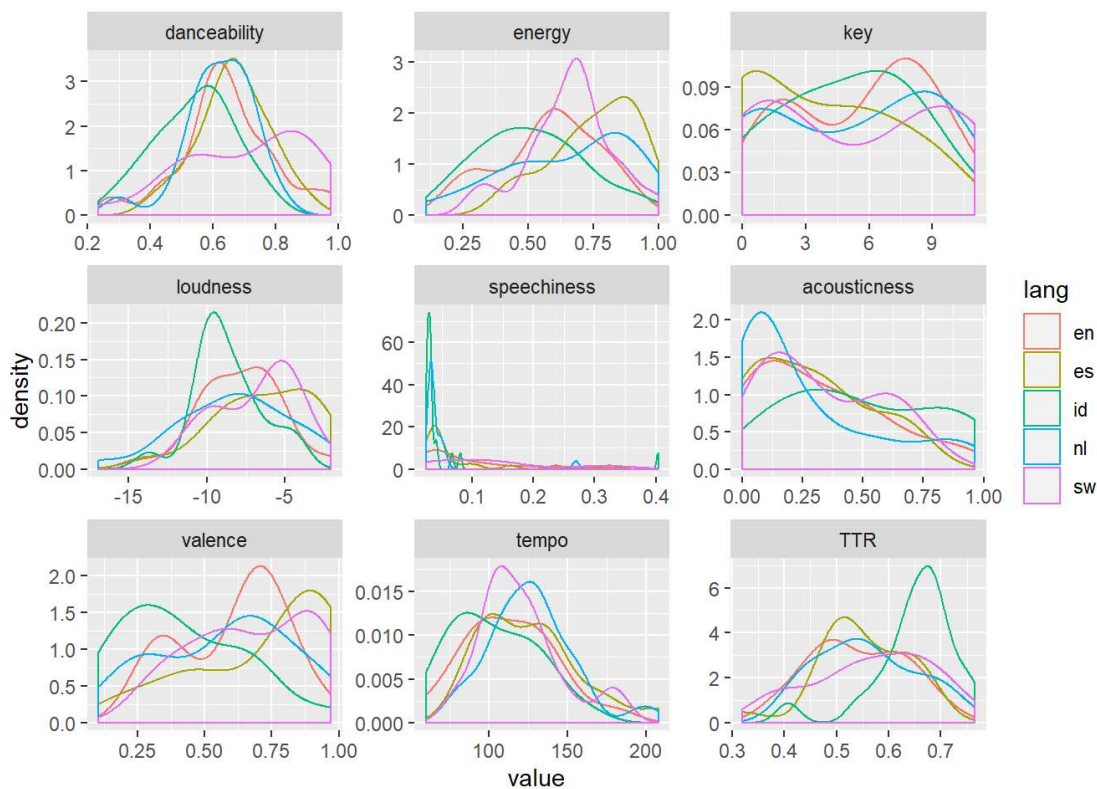 danceability
energy
key
3
2
1
0
0.2 0.4 0.6 0.8 1.0
3
2
1
0
0.25 0.50 0.75 1.00
0.09
0.06
0.03
0.00
0 3 6 9
loudness
speechiness
acousticness
0.20
0.15
0.10
0.05
0.00
-15 -10 -5
60
40
20
0
0.1 0.2 0.3 0.4
2.0
1.5
1.0
0.5
0.0
0.00 0.25 0.50 0.75 1.00
valence
tempo
TTR
2.0
1.5
1.0
0.5
0.0
0.25 0.50 0.75 1.00
0.015
0.010
0.005
0.000
100 150 200
6
4
2
0
0.3 0.4 0.5 0.6 0.7
density
value
lang
en
es
id
nl
sw